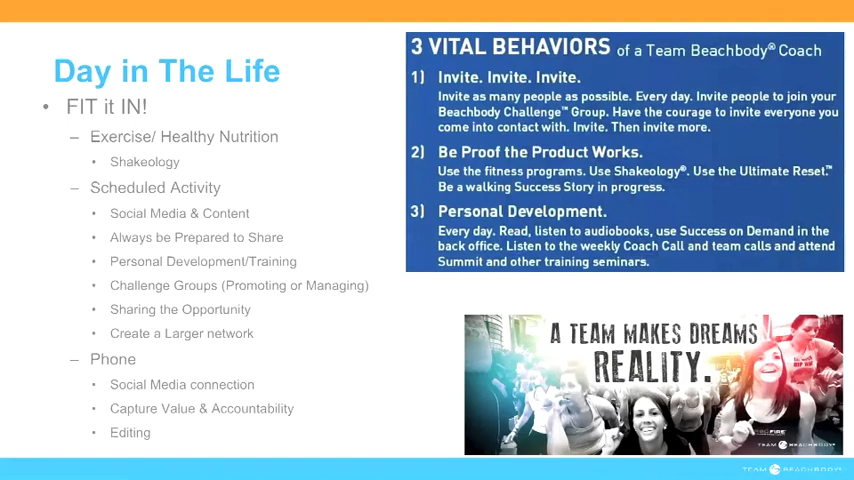 Day in The Life
• FIT it IN!
– Exercise/ Healthy Nutrition
• Shakeology
– Scheduled Activity
• Social Media & Content
• Always be Prepared to Share
• Personal Development/Training
• Challenge Groups (Promoting or Managing)
• Sharing the Opportunity
• Create a Larger network
– Phone
• Social Media connection
• Capture Value & Accountability
• Editing
3 VITAL BEHAVIORS of a Team Beachbody® Coach
1) Invite. Invite. Invite.
Invite as many people as possible. Every day. Invite people to join your
Beachbody Challenge™ Group. Have the courage to invite everyone you
come into contact with. Invite. Then invite more.
2) Be Proof the Product Works.
Use the fitness programs. Use Shakeology®. Use the Ultimate Reset.™
Be a walking Success Story in progress.
3) Personal Development.
Every day. Read, listen to audiobooks, use Success on Demand in the
back office. Listen to the weekly Coach Call and team calls and attend
Summit and other training seminars.
A TEAM MAKES DREAMS
REALITY.
TEAM BEACHBODY
TEAM BEACHBODY